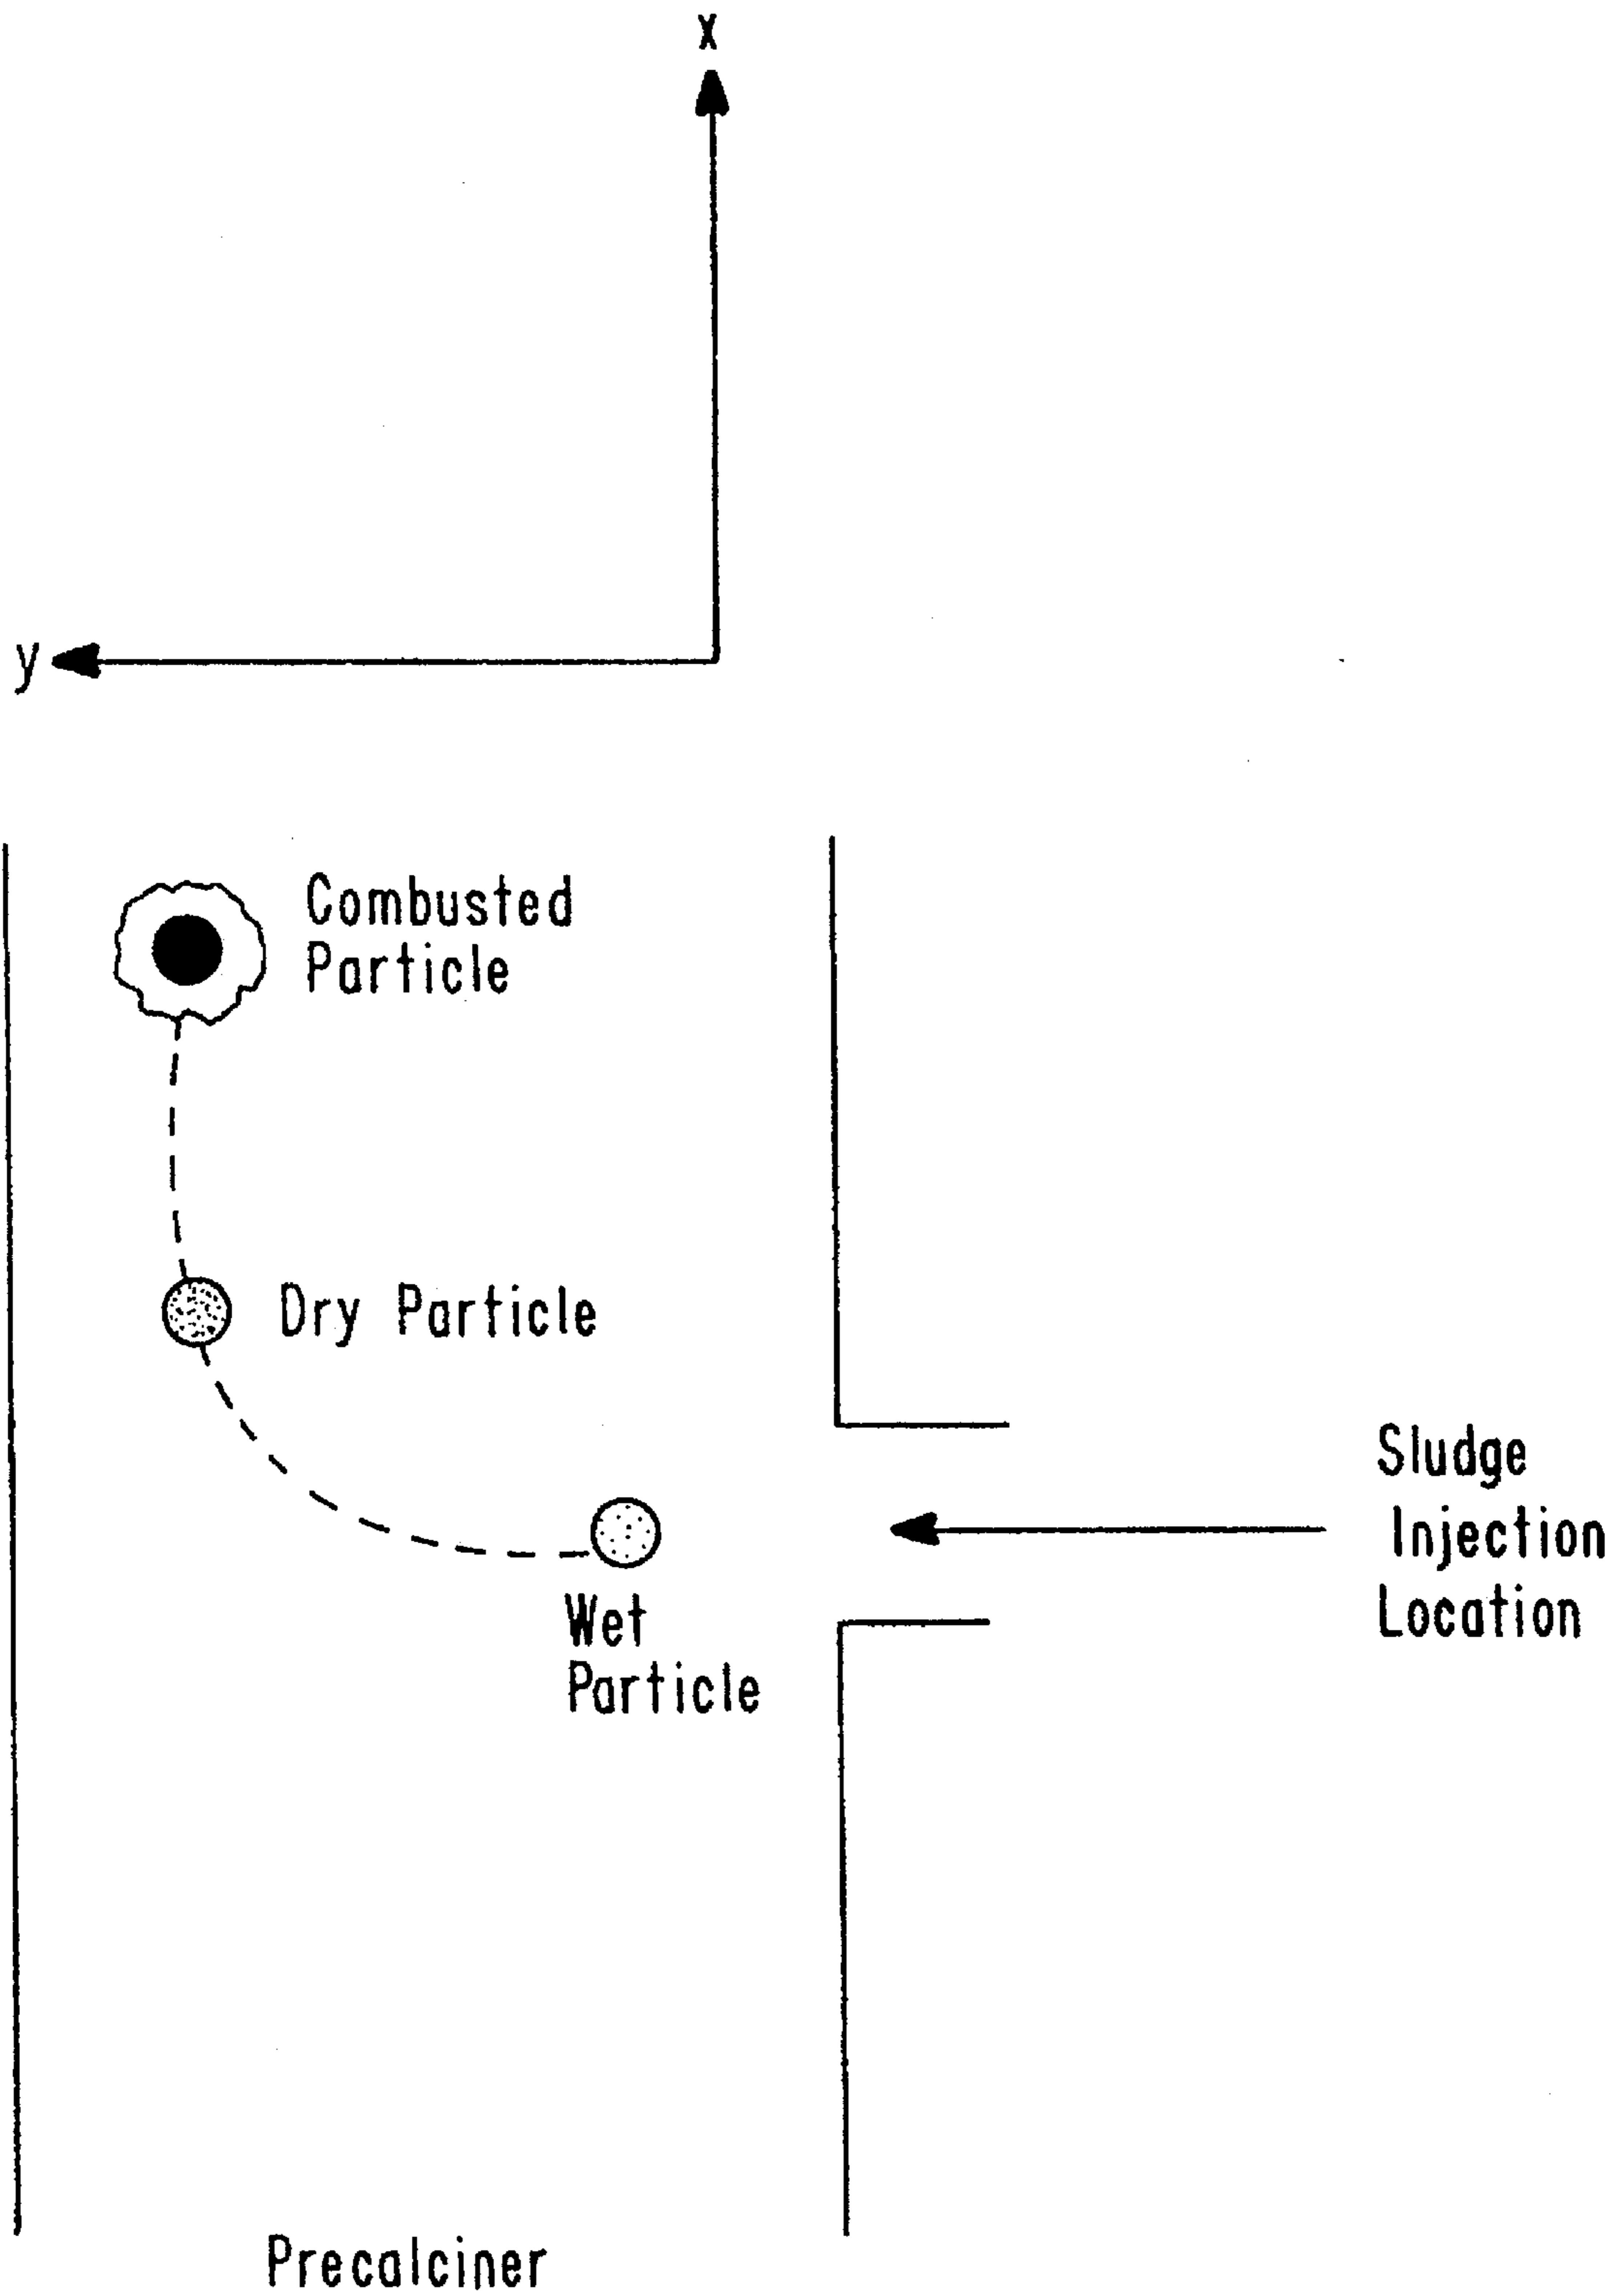 x
y
Combusted
Particle
Dry Particle
Wet
Particle
Sludge
Injection
Location
Precalciner